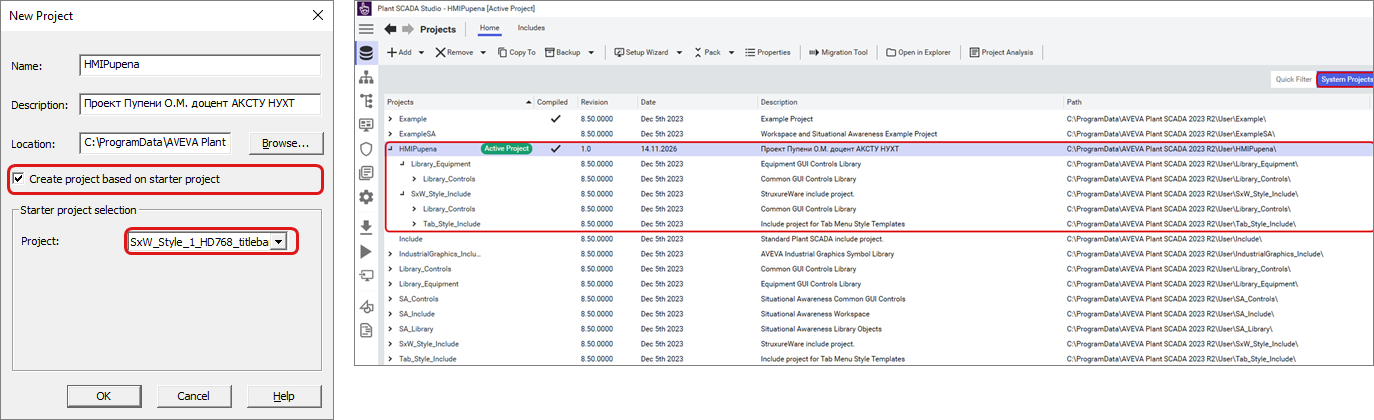 New Project
Name: HMIPupena
Description: Проект Пупени О.М. доцент АКСТУ НУХТ
Location: C:\ProgramData\AVEVA Plant Browse...
Create project based on starter project
Starter project selection
Project: SxW_Style_1_HD768_titleba
OK Cancel Help
Plant SCADA Studio - HMIPupena [Active Project]
Projects Home Includes
Add Remove Copy To Backup Setup Wizard Pack Properties Migration Tool Open in Explorer Project Analysis
Quick Filter System Projects
Projects Compiled Revision Date Description Path
Example 8.50.0000 Dec 5th 2023 Example Project C:\ProgramData\AVEVA Plant SCADA 2023 R2\User\Example\
ExampleSA 8.50.0000 Dec 5th 2023 Workspace and Situational Awareness Example Project C:\ProgramData\AVEVA Plant SCADA 2023 R2\User\ExampleSA\
HMIPupena Active Project 1.0 14.11.2026 Проект Пупени О.М. доцент АКСТУ НУХТ C:\ProgramData\AVEVA Plant SCADA 2023 R2\User\HMIPupena\
Library_Equipment 8.50.0000 Dec 5th 2023 Equipment GUI Controls Library C:\ProgramData\AVEVA Plant SCADA 2023 R2\User\Library_Equipment\
Library_Controls 8.50.0000 Dec 5th 2023 Common GUI Controls Library C:\ProgramData\AVEVA Plant SCADA 2023 R2\User\Library_Controls\
SxW_Style_Include 8.50.0000 Dec 5th 2023 StruxureWare include project. C:\ProgramData\AVEVA Plant SCADA 2023 R2\User\SxW_Style_Include\
Library_Controls 8.50.0000 Dec 5th 2023 Common GUI Controls Library C:\ProgramData\AVEVA Plant SCADA 2023 R2\User\Library_Controls\
Tab_Style_Include 8.50.0000 Dec 5th 2023 Include project for Tab Menu Style Templates C:\ProgramData\AVEVA Plant SCADA 2023 R2\User\Tab_Style_Include\
Include 8.50.0000 Dec 5th 2023 Standard Plant SCADA include project. C:\ProgramData\AVEVA Plant SCADA 2023 R2\User\Include\
IndustrialGraphics_Inclu... 8.50.0000 Dec 5th 2023 AVEVA Industrial Graphics Symbol Library C:\ProgramData\AVEVA Plant SCADA 2023 R2\User\IndustrialGraphics_Include\
Library_Controls 8.50.0000 Dec 5th 2023 Common GUI Controls Library C:\ProgramData\AVEVA Plant SCADA 2023 R2\User\Library_Controls\
Library_Equipment 8.50.0000 Dec 5th 2023 Equipment GUI Controls Library C:\ProgramData\AVEVA Plant SCADA 2023 R2\User\Library_Equipment\
SA_Controls 8.50.0000 Dec 5th 2023 Situational Awareness Common GUI Controls C:\ProgramData\AVEVA Plant SCADA 2023 R2\User\SA_Controls\
SA_Include 8.50.0000 Dec 5th 2023 Situational Awareness Workspace C:\ProgramData\AVEVA Plant SCADA 2023 R2\User\SA_Include\
SA_Library 8.50.0000 Dec 5th 2023 Situational Awareness Library Objects C:\ProgramData\AVEVA Plant SCADA 2023 R2\User\SA_Library\
SxW_Style_Include 8.50.0000 Dec 5th 2023 StruxureWare include project. C:\ProgramData\AVEVA Plant SCADA 2023 R2\User\SxW_Style_Include\
Tab_Style_Include 8.50.0000 Dec 5th 2023 Include project for Tab Menu Style Templates C:\ProgramData\AVEVA Plant SCADA 2023 R2\User\Tab_Style_Include\